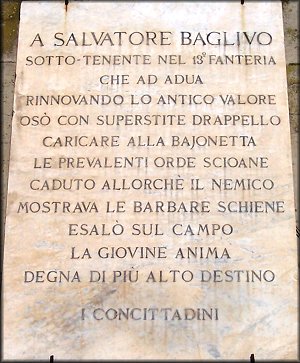 A SALVATORE BAGLIVO
SOTTO-TENENTE NEL 13° FANTERIA
CHE AD ADUA
RINNOVANDO LO ANTICO VALORE
OSÒ CON SUPERSTITE DRAPPELLO
CARICARE ALLA BAJONETTA
LE PREVALENTI ORDE SCIOANE
CADUTO ALLORCHÈ IL NEMICO
MOSTRAVA LE BARBARE SCHIENE
ESALÒ SUL CAMPO
LA GIOVINE ANIMA
DEGNA DI PIÙ ALTO DESTINO
I CONCITTADINI